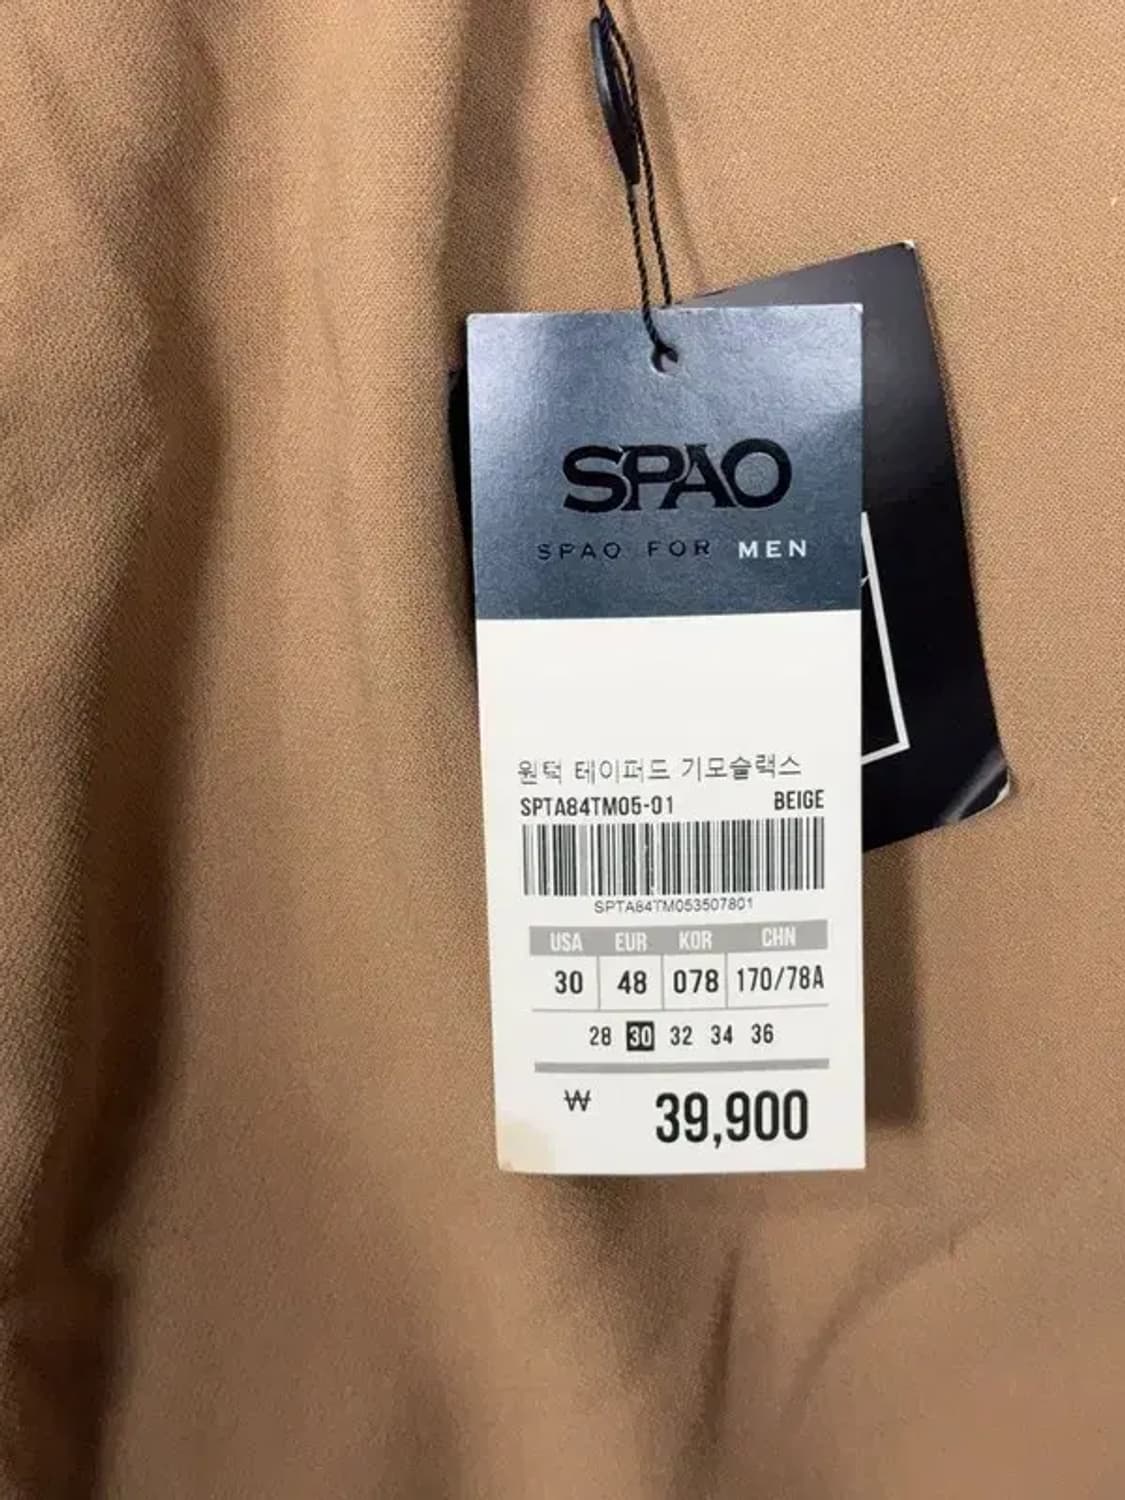 SPAO
SPAO FOR MEN
원턱 테이퍼드 기모슬랙스
SPTA84TM05-01 BEIGE
SPTA84TM053507801
USA EUR KOR CHN
30 48 078 170/78A
28 30 32 34 36
₩ 39,900